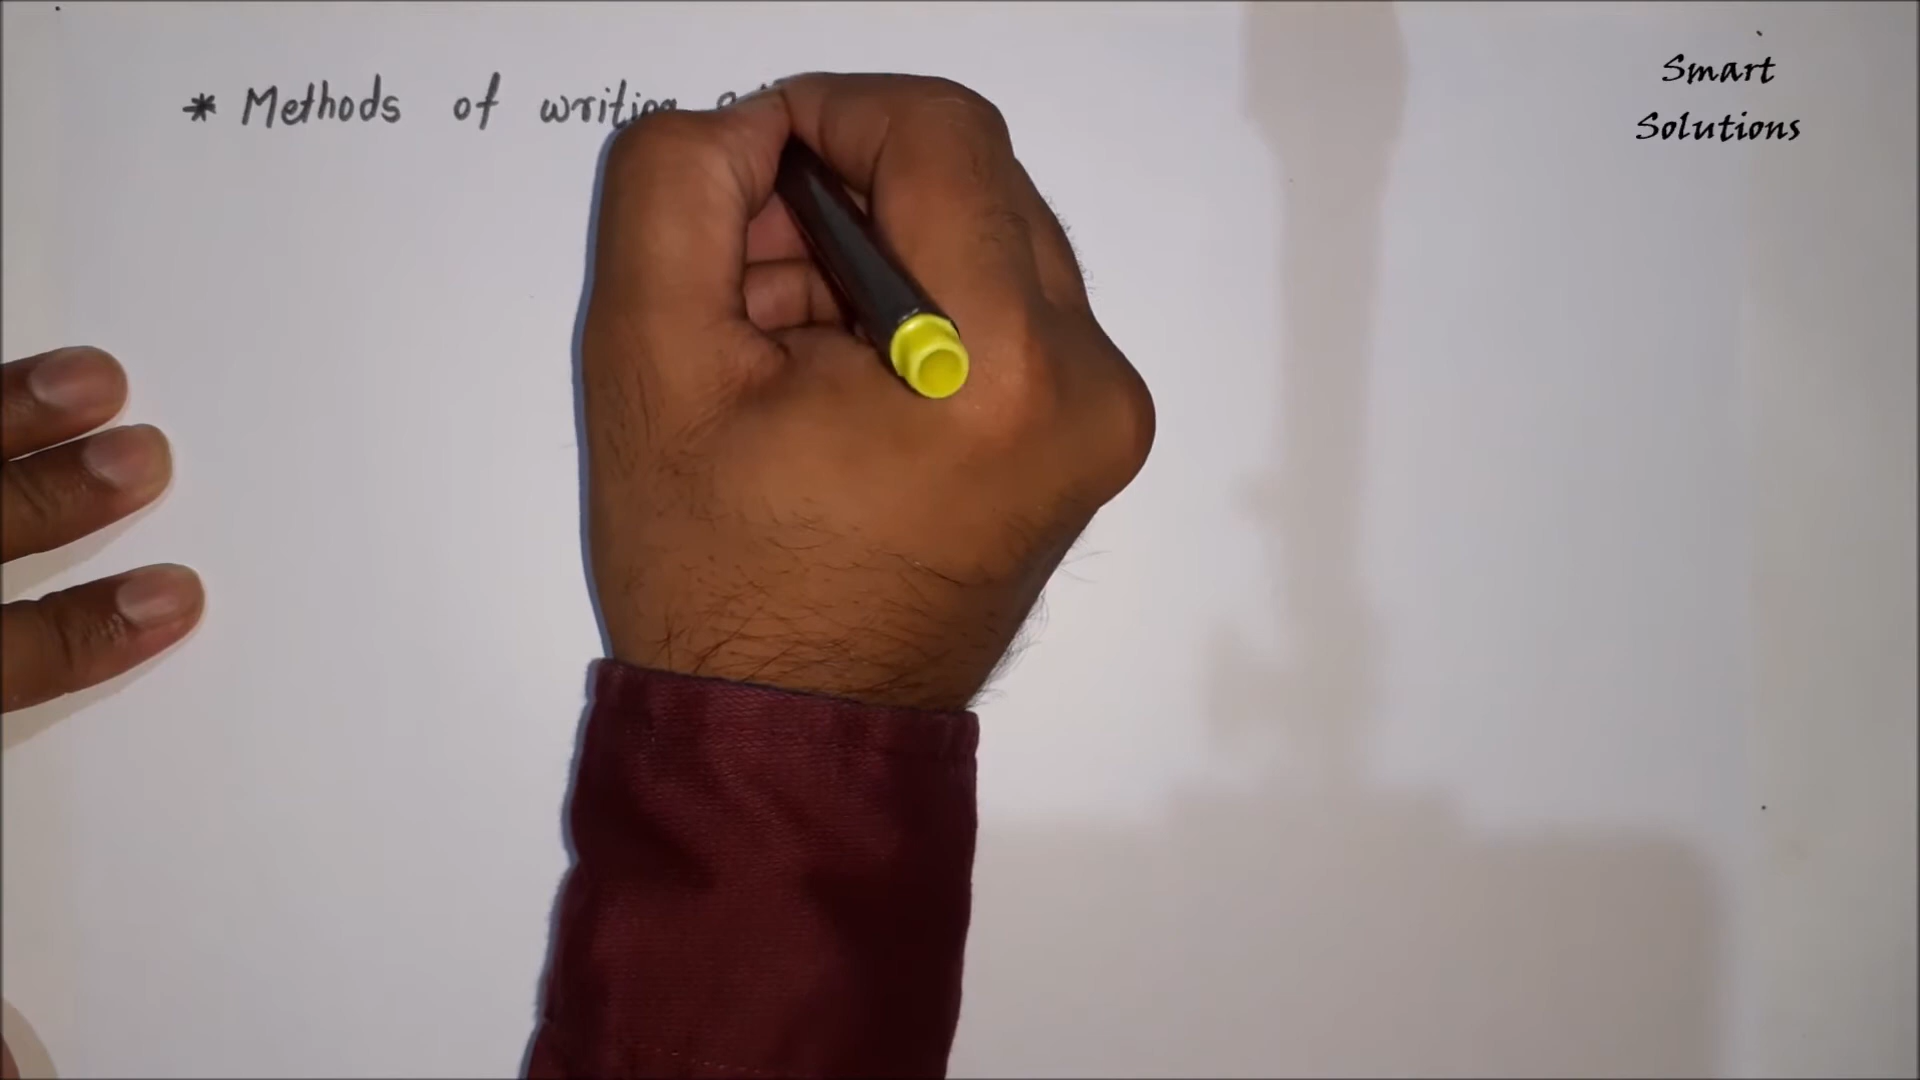 * Methods of writing
Smart
Solutions